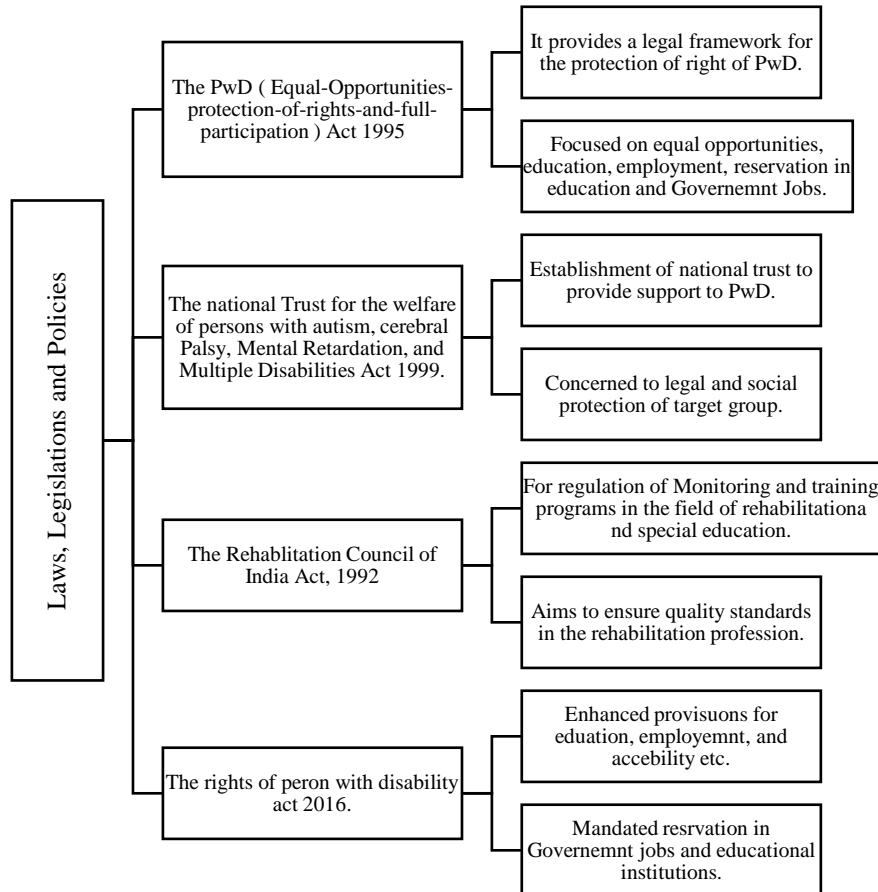 Laws, Legislations and Policies
The PwD ( Equal-Opportunities-
protection-of-rights-and-full-
participation ) Act 1995
It provides a legal framework for
the protection of right of PwD.
Focused on equal opportunities,
education, employment, reservation in
education and Governemnt Jobs.
The national Trust for the welfare
of persons with autism, cerebral
Palsy, Mental Retardation, and
Multiple Disabilities Act 1999.
Establishment of national trust to
provide support to PwD.
Concerned to legal and social
protection of target group.
The Rehablitation Council of
India Act, 1992
For regulation of Monitoring and training
programs in the field of rehabilitationa
nd special education.
Aims to ensure quality standards
in the rehabilitation profession.
The rights of peron with disability
act 2016.
Enhanced provisuons for
eduation, employemnt, and
accebility etc.
Mandated resrvation in
Governemnt jobs and educational
institutions.